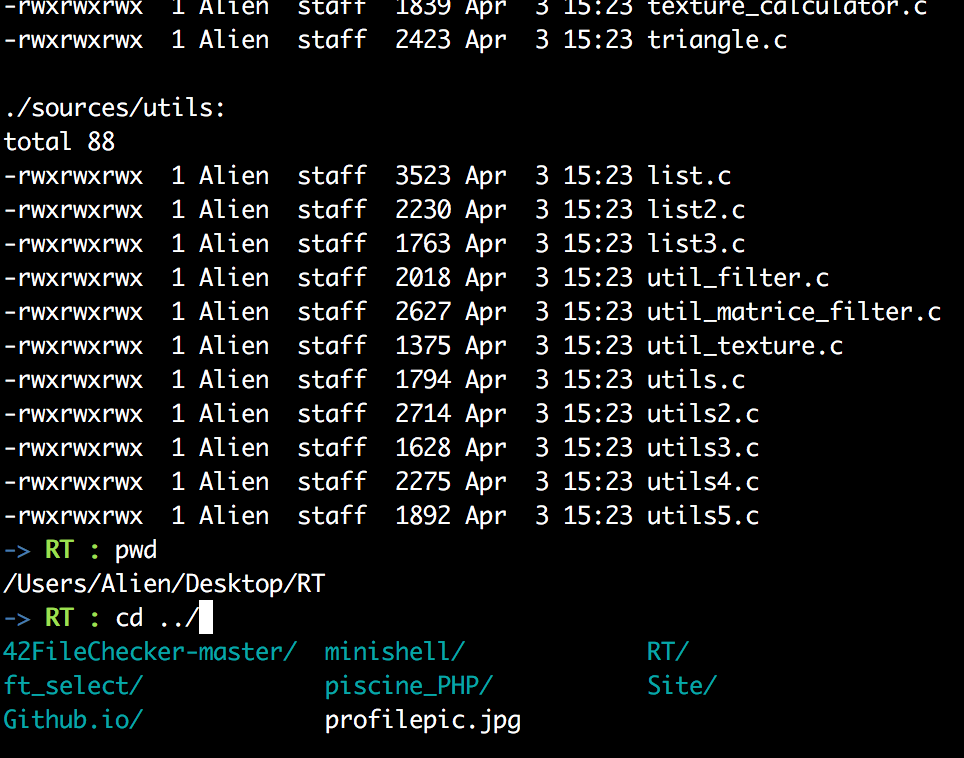 -rwxrwxrwx  1 Alien  staff  1839 Apr  3 15:23 texture_calculator.c
-rwxrwxrwx  1 Alien  staff  2423 Apr  3 15:23 triangle.c
./sources/utils:
total 88
-rwxrwxrwx  1 Alien  staff  3523 Apr  3 15:23 list.c
-rwxrwxrwx  1 Alien  staff  2230 Apr  3 15:23 list2.c
-rwxrwxrwx  1 Alien  staff  1763 Apr  3 15:23 list3.c
-rwxrwxrwx  1 Alien  staff  2018 Apr  3 15:23 util_filter.c
-rwxrwxrwx  1 Alien  staff  2627 Apr  3 15:23 util_matrice_filter.c
-rwxrwxrwx  1 Alien  staff  1375 Apr  3 15:23 util_texture.c
-rwxrwxrwx  1 Alien  staff  1794 Apr  3 15:23 utils.c
-rwxrwxrwx  1 Alien  staff  2714 Apr  3 15:23 utils2.c
-rwxrwxrwx  1 Alien  staff  1628 Apr  3 15:23 utils3.c
-rwxrwxrwx  1 Alien  staff  2275 Apr  3 15:23 utils4.c
-rwxrwxrwx  1 Alien  staff  1892 Apr  3 15:23 utils5.c
-> RT : pwd
/Users/Alien/Desktop/RT
-> RT : cd ../
42FileChecker-master/  minishell/             RT/
ft_select/             piscine_PHP/           Site/
Github.io/             profilepic.jpg